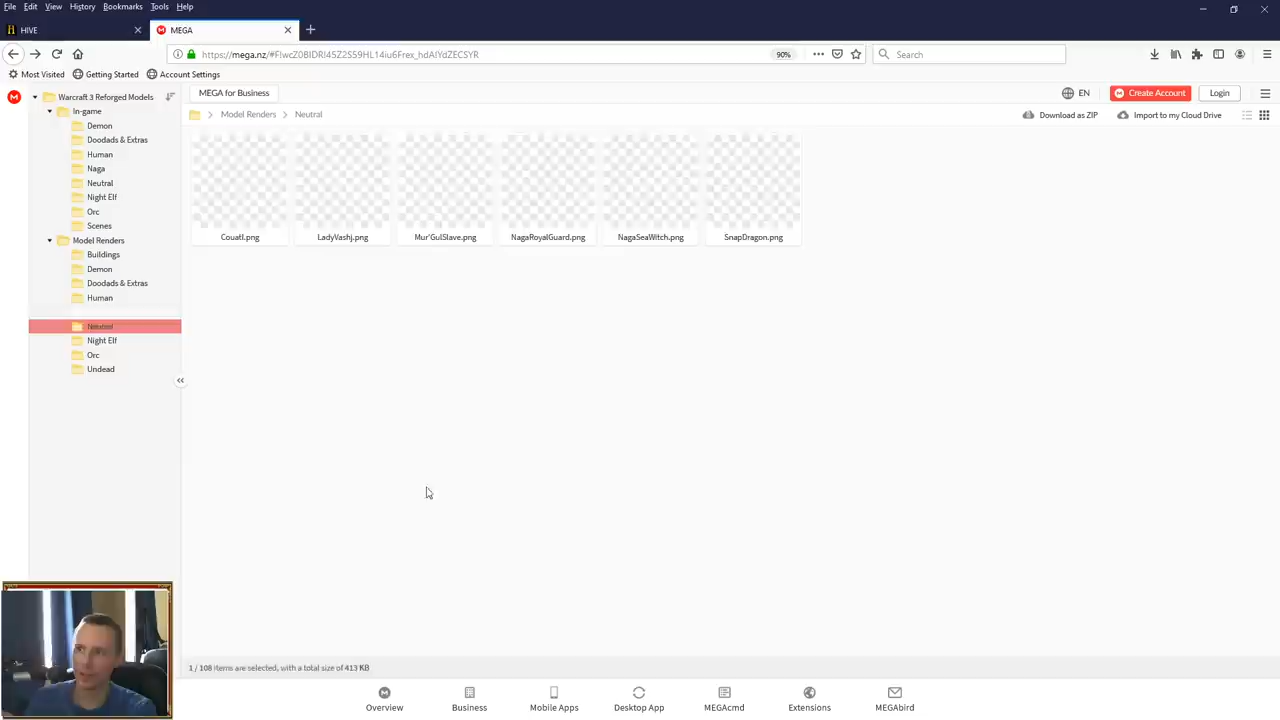 File Edit View History Bookmarks Tools Help
HIVE
MEGA
https://mega.nz/#F!wcZ0BIDR!45Z2S59HL14iu6Frex_hdAIYdZECSYR
90%
Search
Most Visited Getting Started Account Settings
Warcraft 3 Reforged Models
In-game
Demon
Doodads & Extras
Human
Naga
Neutral
Night Elf
Orc
Scenes
Model Renders
Buildings
Demon
Doodads & Extras
Human
Neutral
Night Elf
Orc
Undead
MEGA for Business
EN
Create Account
Login
Model Renders Neutral
Download as ZIP
Import to my Cloud Drive
Couatl.png
LadyVashj.png
Mur'GulSlave.png
NagaRoyalGuard.png
NagaSeaWitch.png
SnapDragon.png
1 / 108 Items are selected, with a total size of 413 KB
Overview
Business
Mobile Apps
Desktop App
MEGAcmd
Extensions
MEGAbird